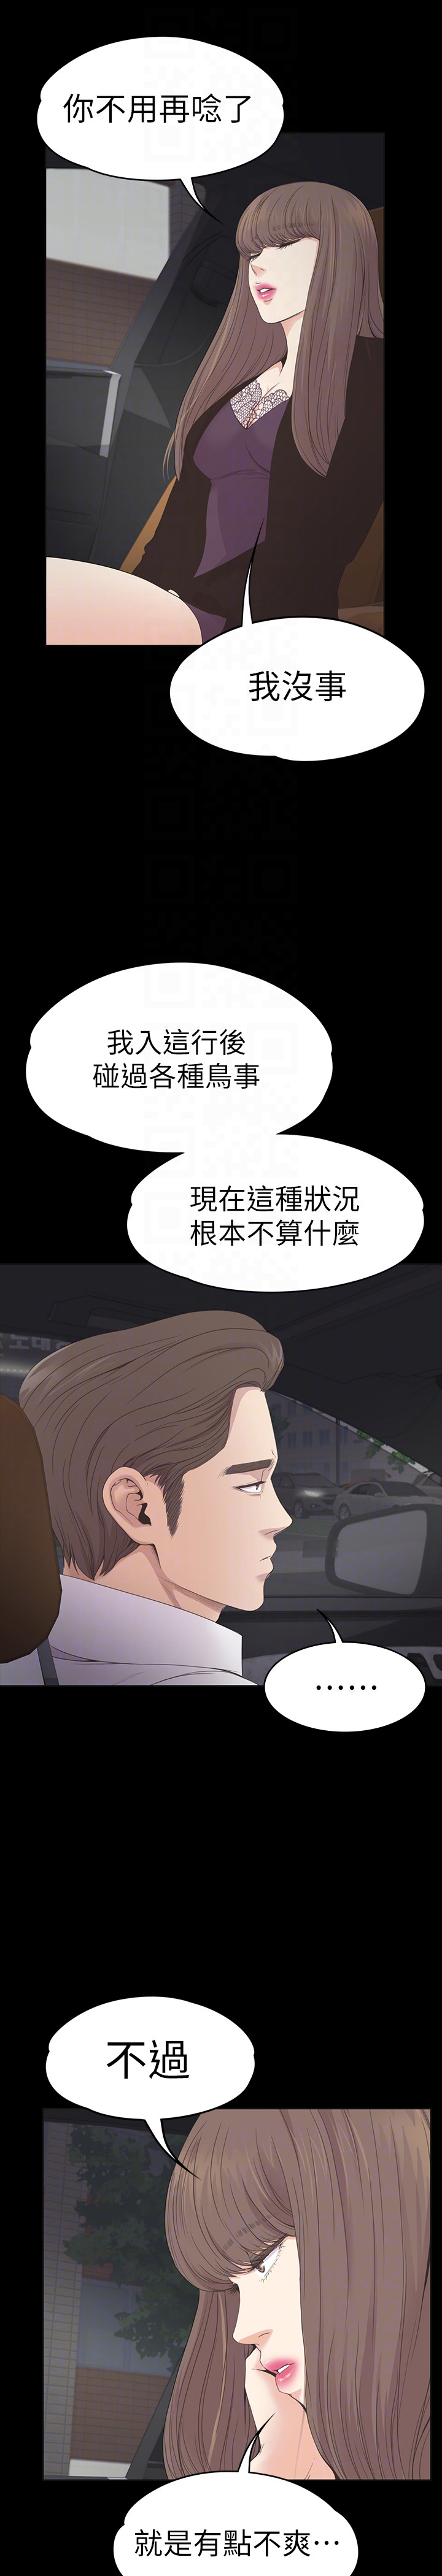 你不用再唸了
我沒事
我入這行後
碰過各種鳥事
現在這種狀況
根本不算什麼
⋯⋯
不過
就是有點不爽⋯